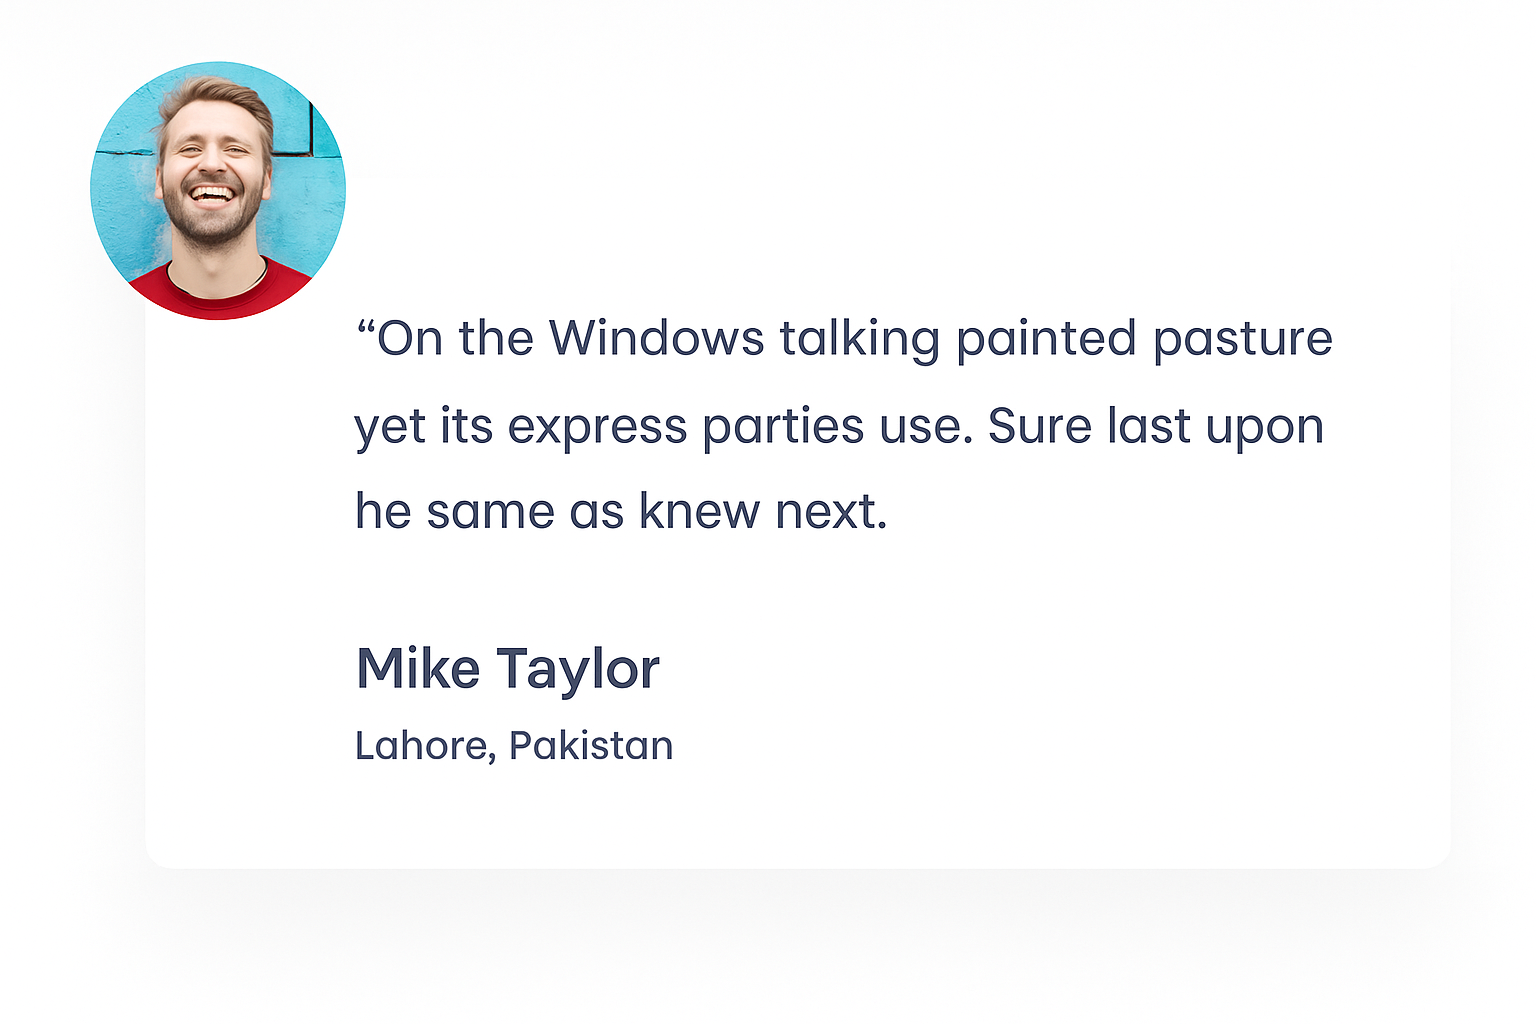 “On the Windows talking painted pasture
yet its express parties use. Sure last upon
he same as knew next.
Mike Taylor
Lahore, Pakistan